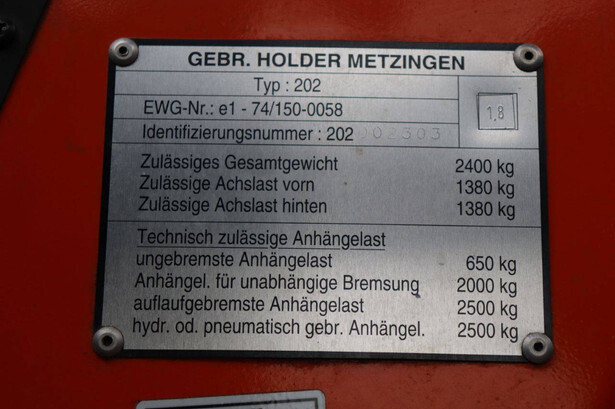 GEBR. HOLDER METZINGEN
Typ : 202
EWG-Nr.: e1 - 74/150-0058
1,8
Identifizierungsnummer : 202 002303
Zulässiges Gesamtgewicht 2400 kg
Zulässige Achslast vorn 1380 kg
Zulässige Achslast hinten 1380 kg
Technisch zulässige Anhängelast
ungebremste Anhängelast 650 kg
Anhängel. für unabhängige Bremsung 2000 kg
auflaufgebremste Anhängelast 2500 kg
hydr. od. pneumatisch gebr. Anhängel. 2500 kg